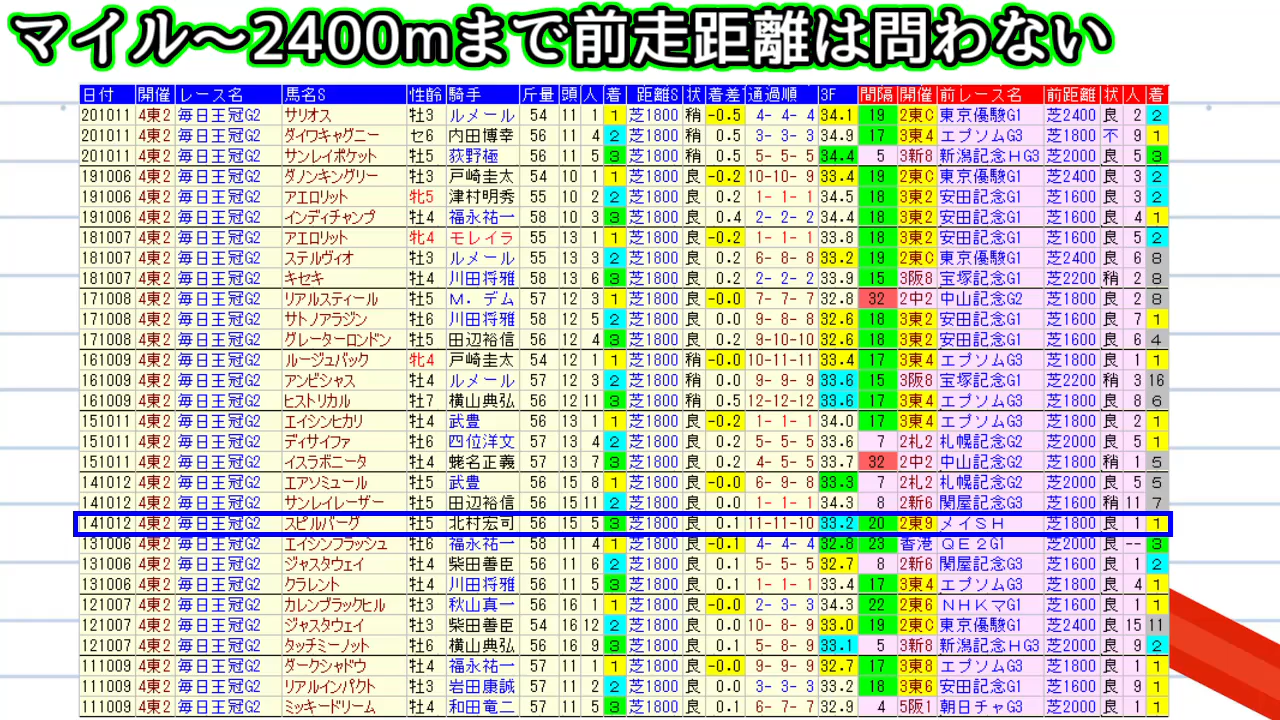 マイル～2400mまで前走距離は問わない
日付 開催 レース名 馬名S 性齢 騎手 斤量 頭 人 着 距離S 状 着差 通過順 3F 間隔 開催 前レース名 前距離 状 人 着
201011 4東2 毎日王冠G2 サリオス 牡3 ルメール 54 11 1 1 芝1800 稍 -0.5 4- 4- 4 34.1 19 2東C 東京優駿G1 芝2400 良 2 2
201011 4東2 毎日王冠G2 ダイワキャグニー セ6 内田博幸 56 11 4 2 芝1800 稍 0.5 3- 3- 3 34.9 17 3東4 エプソムG3 芝1800 不 9 1
201011 4東2 毎日王冠G2 サンレイポケット 牡5 荻野極 56 11 5 3 芝1800 稍 0.5 5- 5- 5 34.4 5 3新8 新潟記念HG3 芝2000 良 5 3
191006 4東2 毎日王冠G2 ダノンキングリー 牡3 戸崎圭太 54 10 1 1 芝1800 良 -0.2 10-10- 9 33.4 19 2東C 東京優駿G1 芝2400 良 3 2
191006 4東2 毎日王冠G2 アエロリット 牝5 津村明秀 55 10 2 2 芝1800 良 0.2 1- 1- 1 34.5 18 3東2 安田記念G1 芝1600 良 3 2
191006 4東2 毎日王冠G2 インディチャンプ 牡4 福永祐一 58 10 3 3 芝1800 良 0.4 2- 2- 2 34.4 18 3東2 安田記念G1 芝1600 良 4 1
181007 4東2 毎日王冠G2 アエロリット 牝4 モレイラ 55 13 1 1 芝1800 良 -0.2 1- 1- 1 33.8 18 3東2 安田記念G1 芝1600 良 5 2
181007 4東2 毎日王冠G2 ステルヴィオ 牡3 ルメール 55 13 3 2 芝1800 良 0.2 6- 8- 8 33.2 19 2東C 東京優駿G1 芝2400 良 6 8
181007 4東2 毎日王冠G2 キセキ 牡4 川田将雅 58 13 6 3 芝1800 良 0.2 2- 2- 2 33.9 15 3阪8 宝塚記念G1 芝2200 稍 2 8
171008 4東2 毎日王冠G2 リアルスティール 牡5 M．デム 57 12 3 1 芝1800 良 -0.0 7- 7- 7 32.8 32 2中2 中山記念G2 芝1800 良 2 8
171008 4東2 毎日王冠G2 サトノアラジン 牡6 川田将雅 58 12 5 2 芝1800 良 0.0 9- 8- 8 32.6 18 3東2 安田記念G1 芝1600 良 7 1
171008 4東2 毎日王冠G2 グレーターロンドン 牡5 田辺裕信 56 12 4 3 芝1800 良 0.2 9-10-10 32.6 18 3東2 安田記念G1 芝1600 良 6 4
161009 4東2 毎日王冠G2 ルージュバック 牝4 戸崎圭太 54 12 1 1 芝1800 稍 -0.0 10-11-11 33.4 17 3東4 エプソムG3 芝1800 良 1 1
161009 4東2 毎日王冠G2 アンビシャス 牡4 ルメール 57 12 3 2 芝1800 稍 0.0 9- 9- 9 33.6 15 3阪8 宝塚記念G1 芝2200 稍 3 16
161009 4東2 毎日王冠G2 ヒストリカル 牡7 横山典弘 56 12 11 3 芝1800 稍 0.5 12-12-12 33.6 17 3東4 エプソムG3 芝1800 良 8 6
151011 4東2 毎日王冠G2 エイシンヒカリ 牡4 武豊 56 13 1 1 芝1800 良 -0.2 1- 1- 1 34.0 17 3東4 エプソムG3 芝1800 良 2 1
151011 4東2 毎日王冠G2 ディサイファ 牡6 四位洋文 57 13 4 2 芝1800 良 0.2 5- 5- 5 33.6 7 2札2 札幌記念G2 芝2000 良 5 1
151011 4東2 毎日王冠G2 イスラボニータ 牡4 蛯名正義 57 13 7 3 芝1800 良 0.2 4- 5- 5 33.7 32 2中2 中山記念G2 芝1800 稍 1 5
141012 4東2 毎日王冠G2 エアソミュール 牡5 武豊 56 15 8 1 芝1800 良 -0.0 6- 9- 8 33.3 7 2札2 札幌記念G2 芝2000 良 5 5
141012 4東2 毎日王冠G2 サンレイレーザー 牡5 田辺裕信 56 15 11 2 芝1800 良 0.0 1- 1- 1 34.3 8 2新6 関屋記念G3 芝1600 稍 11 7
141012 4東2 毎日王冠G2 スピルバーグ 牡5 北村宏司 56 15 5 3 芝1800 良 0.1 11-11-10 33.2 20 2東9 メイSH 芝1800 良 1 1
131006 4東2 毎日王冠G2 エイシンフラッシュ 牡6 福永祐一 58 11 4 1 芝1800 良 -0.1 4- 4- 4 32.8 23 香港 QE2G1 芝2000 良 -- 3
131006 4東2 毎日王冠G2 ジャスタウェイ 牡4 柴田善臣 56 11 6 2 芝1800 良 0.1 5- 5- 5 32.7 8 2新6 関屋記念G3 芝1600 良 1 2
131006 4東2 毎日王冠G2 クラレント 牡4 川田将雅 56 11 5 3 芝1800 良 0.1 1- 1- 1 33.4 17 3東4 エプソムG3 芝1800 良 4 1
121007 4東2 毎日王冠G2 カレンブラックヒル 牡3 秋山真一 56 16 1 1 芝1800 良 -0.0 2- 3- 3 34.3 22 2東6 NHKマG1 芝1600 良 1 1
121007 4東2 毎日王冠G2 ジャスタウェイ 牡3 柴田善臣 54 16 12 2 芝1800 良 0.0 10- 8- 9 33.0 19 2東C 東京優駿G1 芝2400 良 15 11
121007 4東2 毎日王冠G2 タッチミーノット 牡6 横山典弘 56 16 9 3 芝1800 良 0.1 5- 8- 9 33.1 5 3新8 新潟記念HG3 芝2000 良 9 2
111009 4東2 毎日王冠G2 ダークシャドウ 牡4 福永祐一 57 11 1 1 芝1800 良 -0.0 9- 9- 9 32.7 17 3東8 エプソムG3 芝1800 良 1 1
111009 4東2 毎日王冠G2 リアルインパクト 牡3 岩田康誠 57 11 2 2 芝1800 良 0.0 3- 3- 3 33.2 18 3東6 安田記念G1 芝1600 良 9 1
111009 4東2 毎日王冠G2 ミッキードリーム 牡4 和田竜二 57 11 5 3 芝1800 良 0.1 6- 7- 7 32.9 4 5阪1 朝日チャG3 芝2000 良 1 1